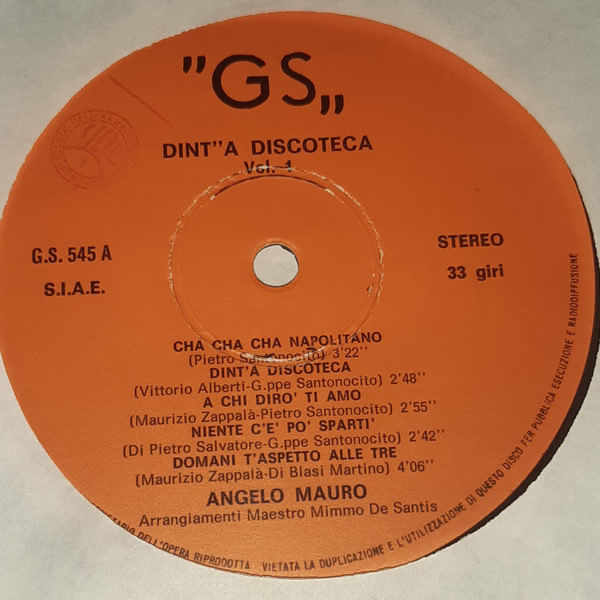 "GS„
DINT"A DISCOTECA
Vol. 1
G.S. 545 A
S.I.A.E.
STEREO
33 giri
CHA CHA CHA NAPOLITANO
(Pietro Santonocito) 3'22"
DINT'A DISCOTECA
(Vittorio Alberti-G.ppe Santonocito) 2'48"
A CHI DIRO' TI AMO
(Maurizio Zappalà-Pietro Santonocito) 2'55"
NIENTE C'E' PO' SPARTI'
(Di Pietro Salvatore-G.ppe Santonocito) 2'42"
DOMANI T'ASPETTO ALLE TRE
(Maurizio Zappalà-Di Blasi Martino) 4'06"
ANGELO MAURO
Arrangiamenti Maestro Mimmo De Santis
DELL'OPERA RIPRODOTTA VIETATA LA DUPLICAZIONE E L'UTILIZZAZIONE DI QUESTO DISCO PER PUBBLICA ESECUZIONE E RADIODIFFUSIONE